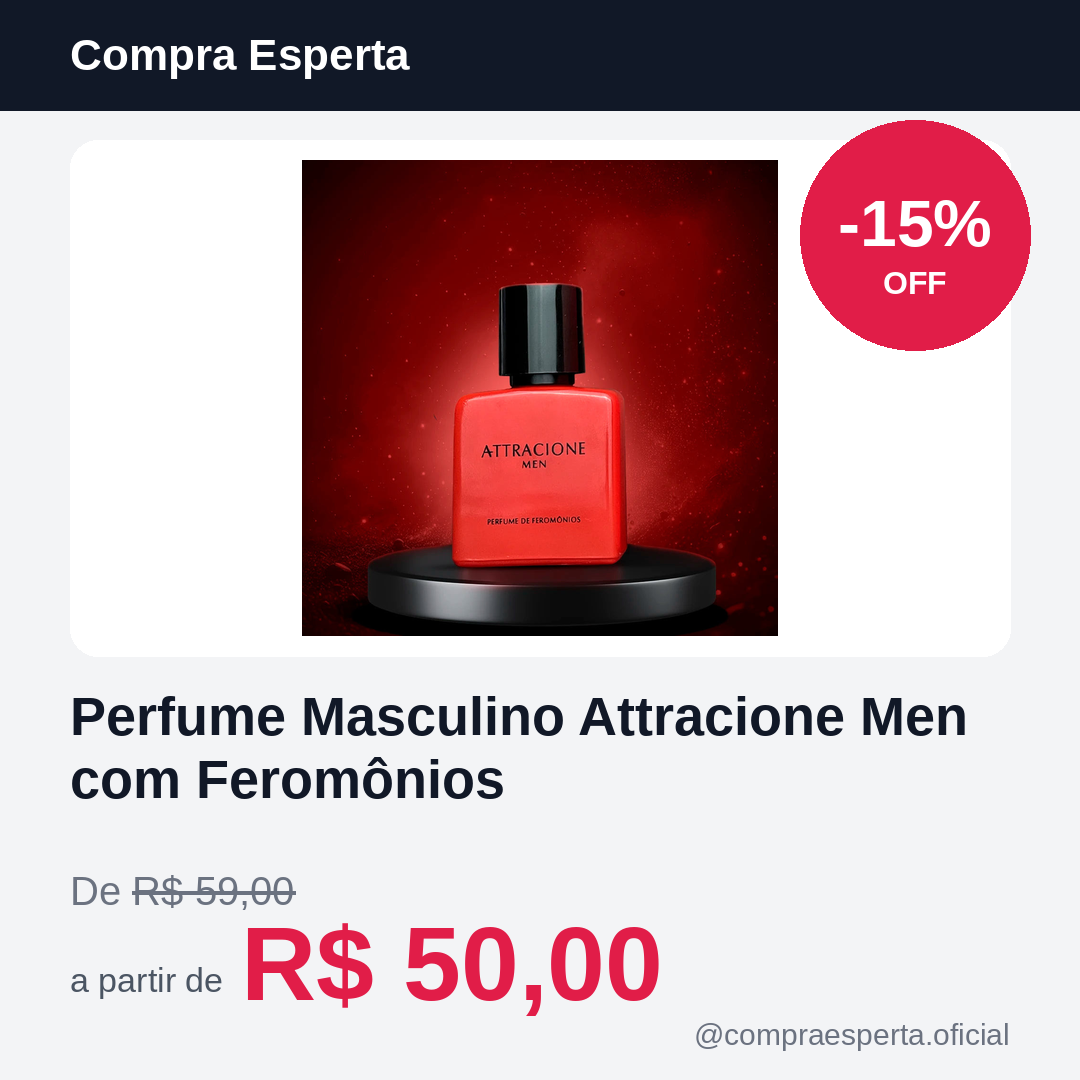 Compra Esperta
-15%
OFF
ATTRACIONE
MEN
PERFUME DE FEROMÔNIOS
Perfume Masculino Attracione Men
com Feromônios
De R$ 59,00
a partir de R$ 50,00
@compraesperta.oficial